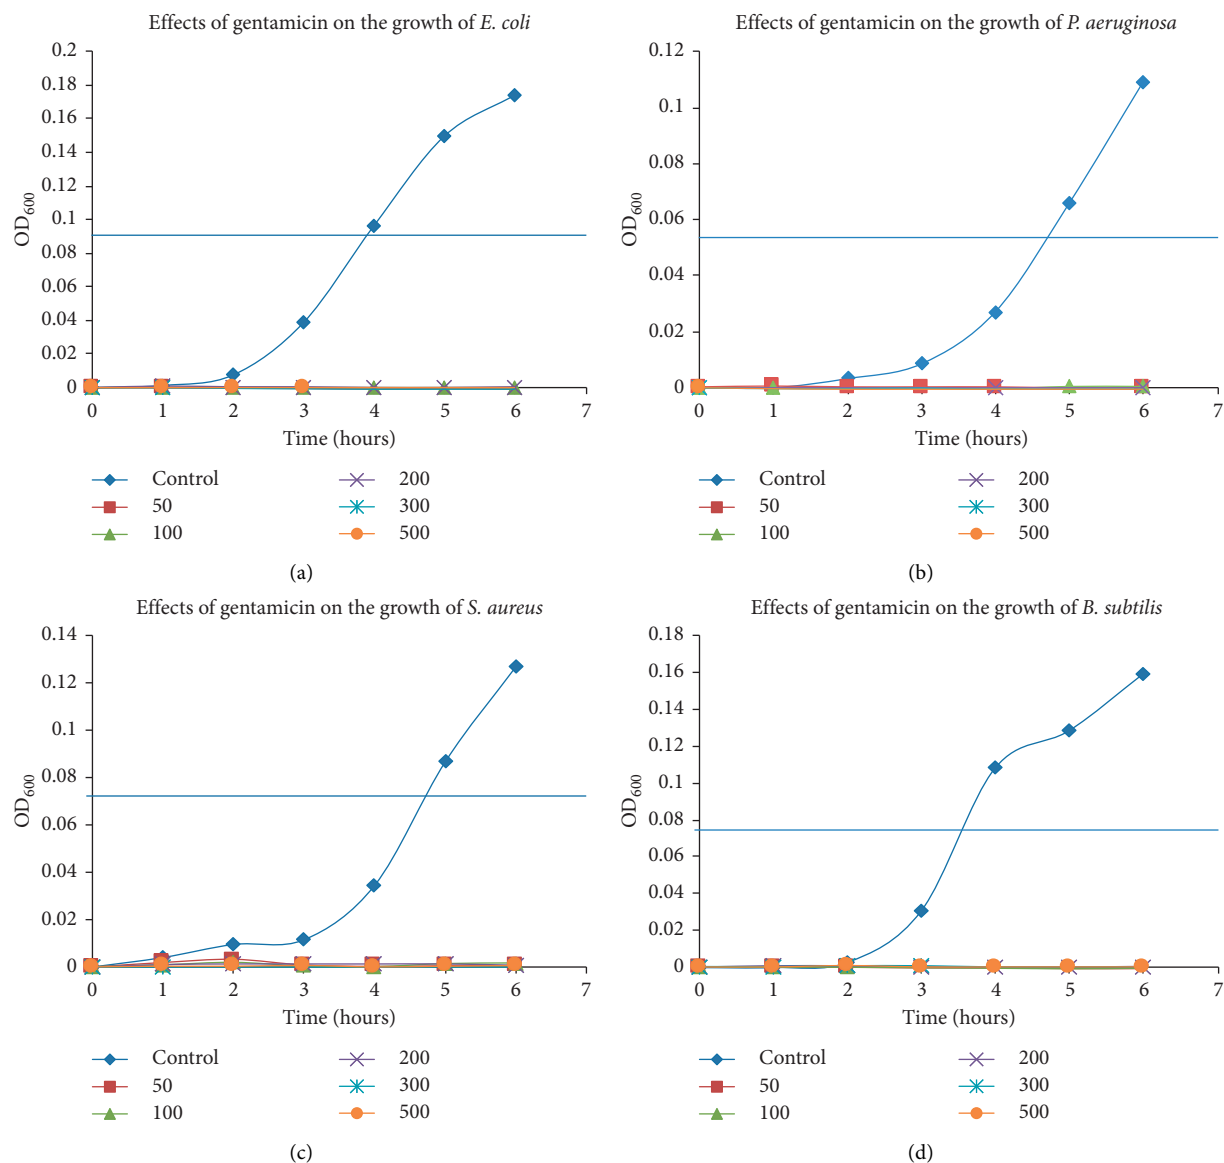 Effects of gentamicin on the growth of E. coli
0.2
0.18
0.16
0.14
0.12
0.1
0.08
0.06
0.04
0.02
0
OD600
0 1 2 3 4 5 6 7
Time (hours)
Control 200
50 300
100 500
(a)
Effects of gentamicin on the growth of P. aeruginosa
0.12
0.1
0.08
0.06
0.04
0.02
0
OD600
0 1 2 3 4 5 6 7
Time (hours)
Control 200
50 300
100 500
(b)
Effects of gentamicin on the growth of S. aureus
0.14
0.12
0.1
0.08
0.06
0.04
0.02
0
OD600
0 1 2 3 4 5 6 7
Time (hours)
Control 200
50 300
100 500
(c)
Effects of gentamicin on the growth of B. subtilis
0.18
0.16
0.14
0.12
0.1
0.08
0.06
0.04
0.02
0
OD600
0 1 2 3 4 5 6 7
Time (hours)
Control 200
50 300
100 500
(d)